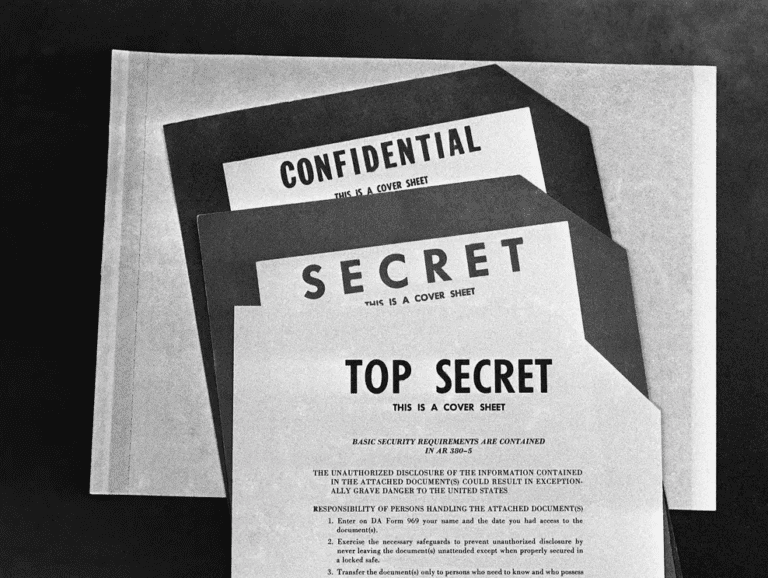 CONFIDENTIAL
THIS IS A COVER SHEET
SECRET
THIS IS A COVER SHEET
TOP SECRET
THIS IS A COVER SHEET
BASIC SECURITY REQUIREMENTS ARE CONTAINED
IN AR 380-5
THE UNAUTHORIZED DISCLOSURE OF THE INFORMATION CONTAINED
IN THE ATTACHED DOCUMENT(S) COULD RESULT IN EXCEPTION-
ALLY GRAVE DANGER TO THE UNITED STATES
RESPONSIBILITY OF PERSONS HANDLING THE ATTACHED DOCUMENT(S)
1. Enter on DA Form 969 your name and the date you had access to the
document(s).
2. Exercise the necessary safeguards to prevent unauthorized disclosure by
never leaving the document(s) unattended except when properly secured in
a locked safe.
3. Transfer the document(s) only to persons who need to know and who possess